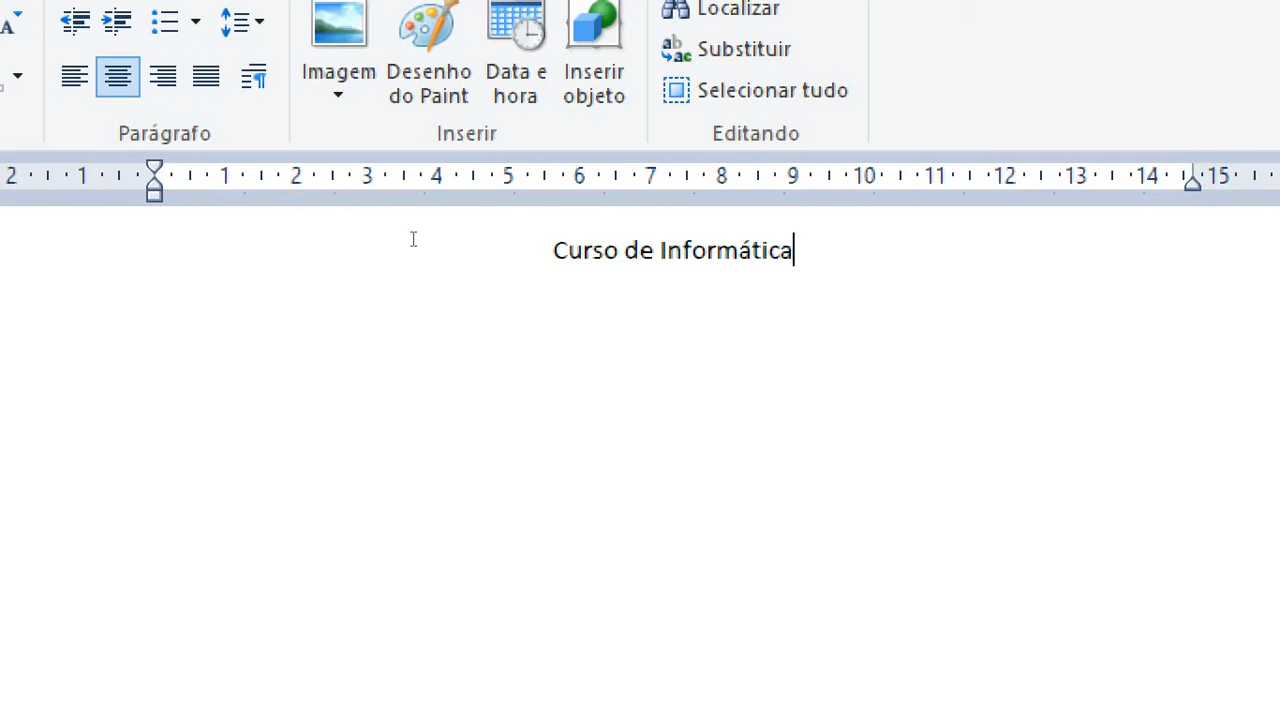 A
Imagem
Desenho do Paint
Data e hora
Inserir objeto
Localizar
Substituir
Selecionar tudo
Parágrafo
Inserir
Editando
2 1 1 2 3 4 5 6 7 8 9 10 11 12 13 14 15
Curso de Informática